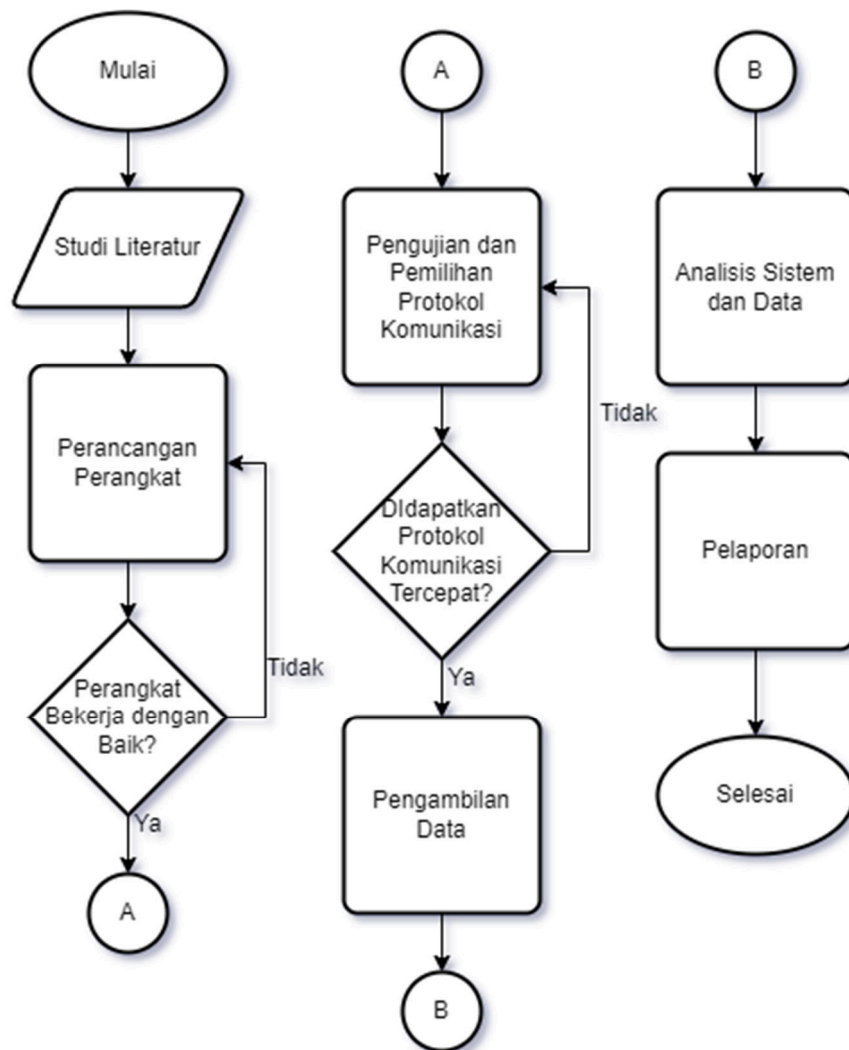 Mulai
Studi Literatur
Perancangan
Perangkat
Tidak
Perangkat
Bekerja dengan
Baik?
Ya
A
A
Pengujian dan
Pemilihan
Protokol
Komunikasi
Tidak
DIdapatkan
Protokol
Komunikasi
Tercepat?
Ya
Pengambilan
Data
B
B
Analisis Sistem
dan Data
Pelaporan
Selesai